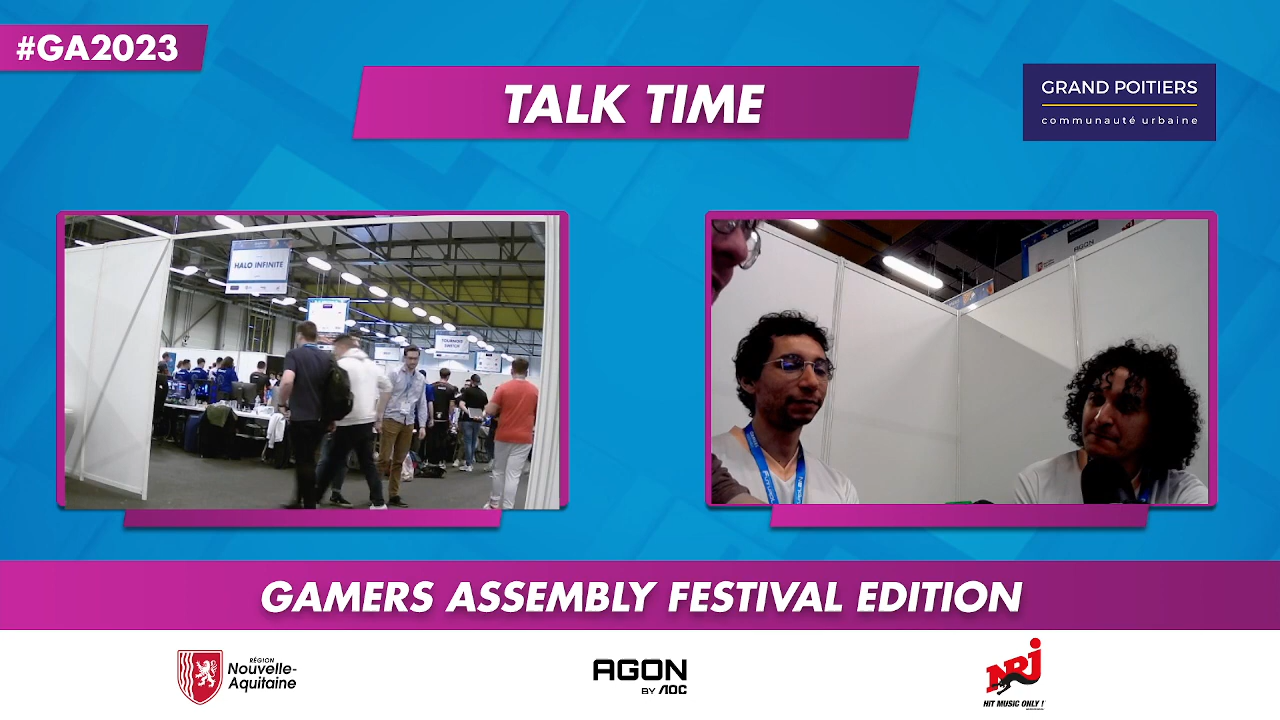 #GA2023
TALK TIME
GRAND POITIERS
communauté urbaine
HALO INFINITE
AGON
GAMERS ASSEMBLY FESTIVAL EDITION
RÉGION
Nouvelle-
Aquitaine
AGON
BY AOC
NRJ
HIT MUSIC ONLY !